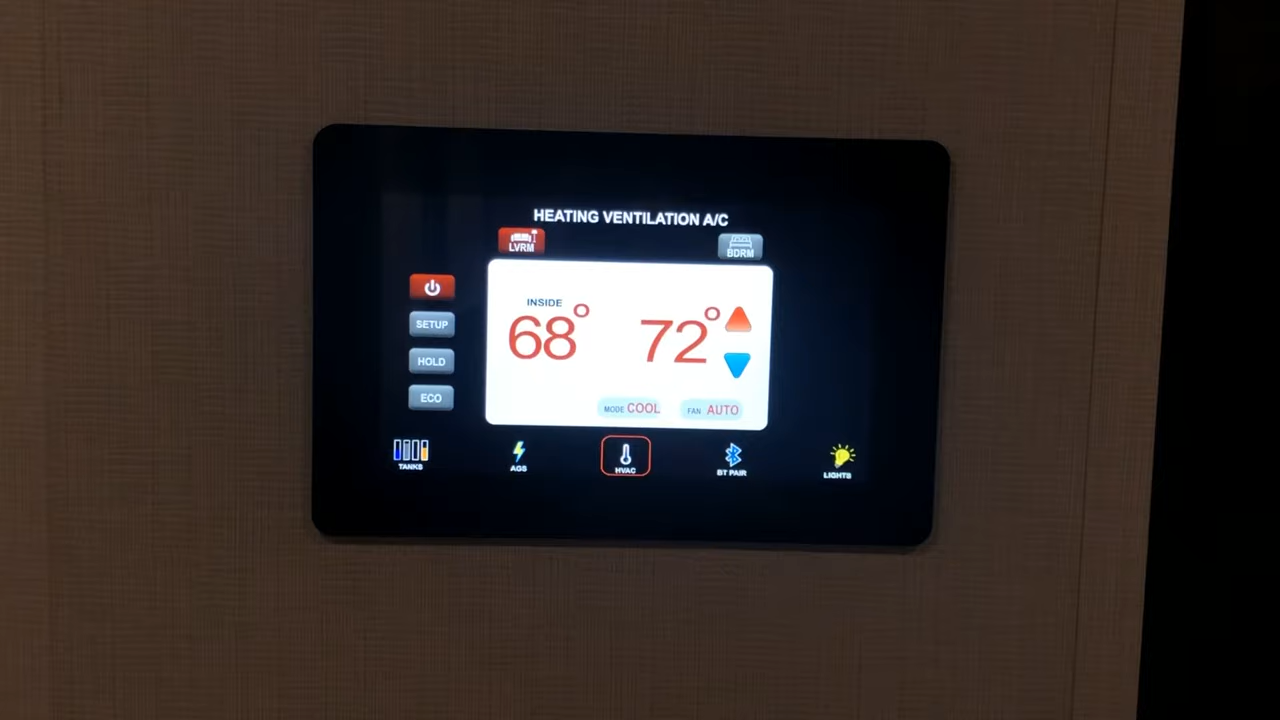 HEATING VENTILATION A/C
LVRM
BDRM
SETUP
HOLD
ECO
INSIDE
68° 72°
MODE COOL FAN AUTO
TANKS AGS HVAC BT PAIR LIGHTS